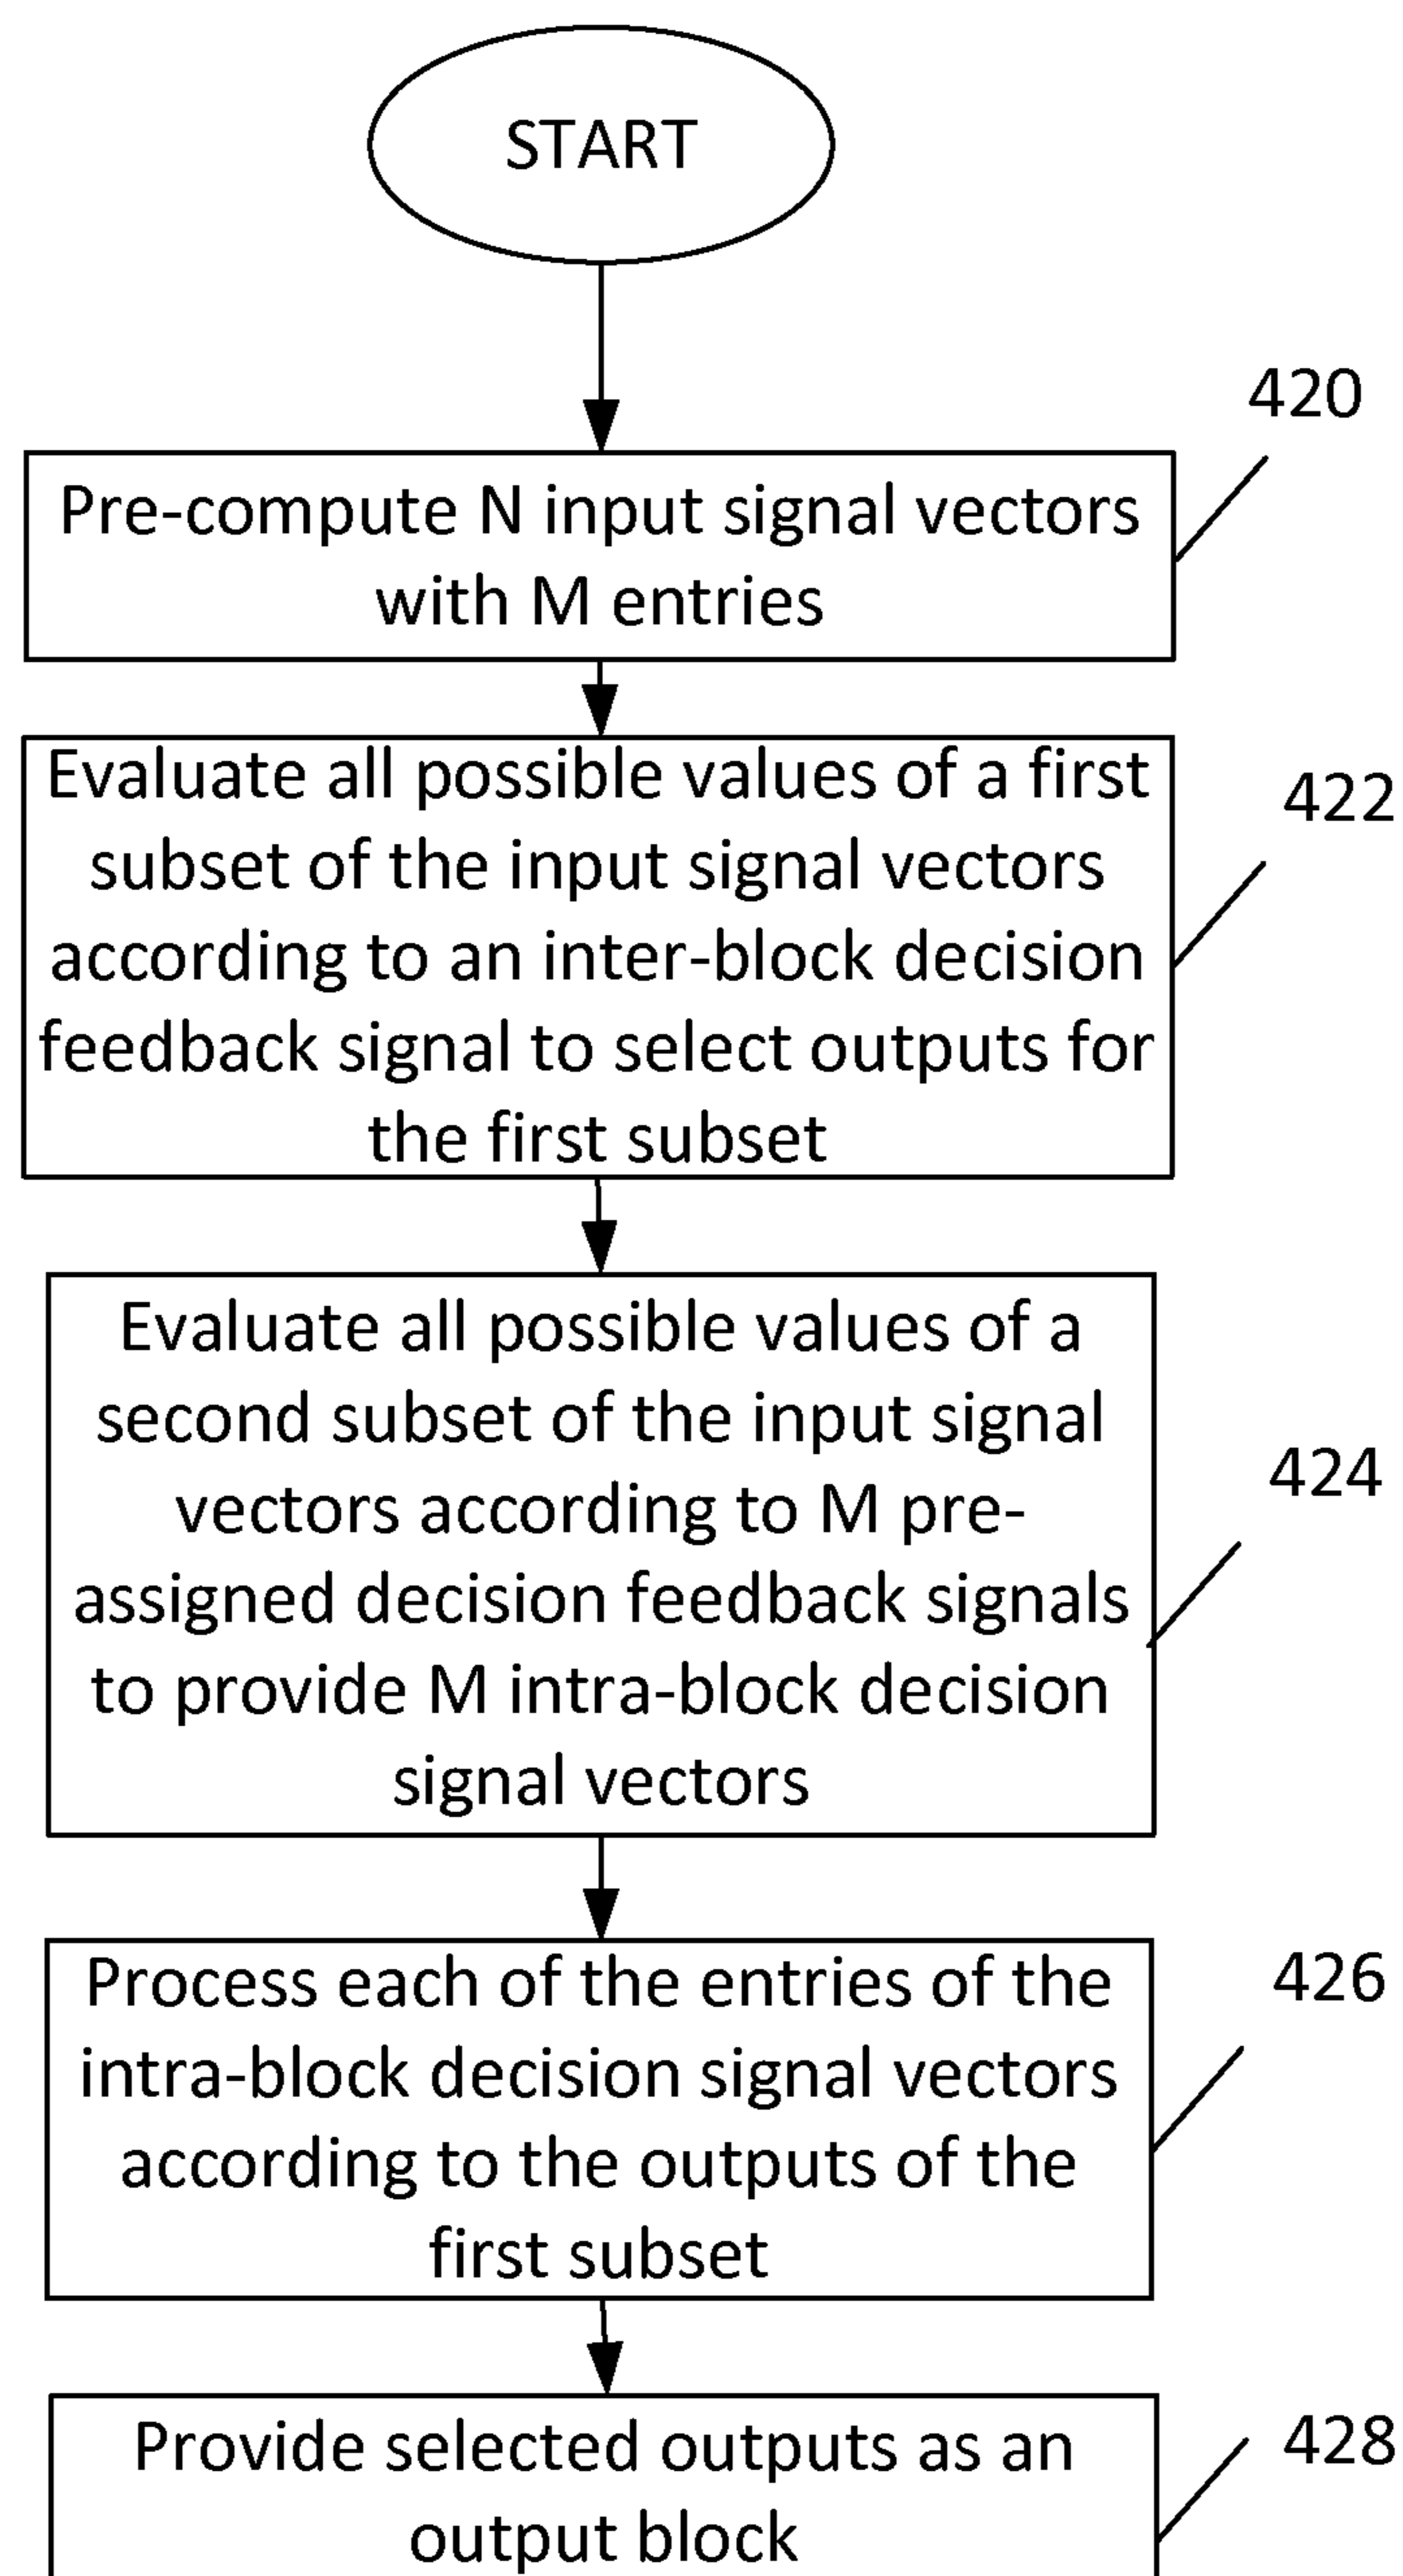 START
420
Pre-compute N input signal vectors
with M entries
422
Evaluate all possible values of a first
subset of the input signal vectors
according to an inter-block decision
feedback signal to select outputs for
the first subset
424
Evaluate all possible values of a
second subset of the input signal
vectors according to M pre-
assigned decision feedback signals
to provide M intra-block decision
signal vectors
426
Process each of the entries of the
intra-block decision signal vectors
according to the outputs of the
first subset
428
Provide selected outputs as an
output block